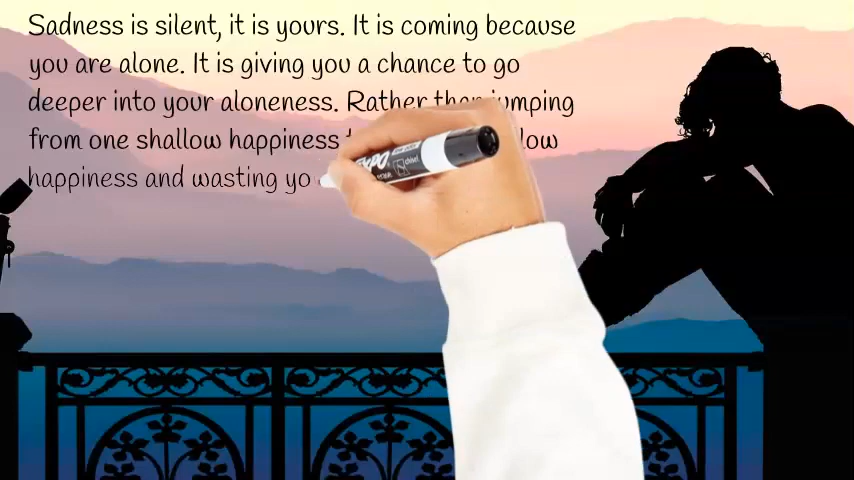 Sadness is silent, it is yours. It is coming because
you are alone. It is giving you a chance to go
deeper into your aloneness. Rather than jumping
from one shallow happiness
happiness and wasting yo